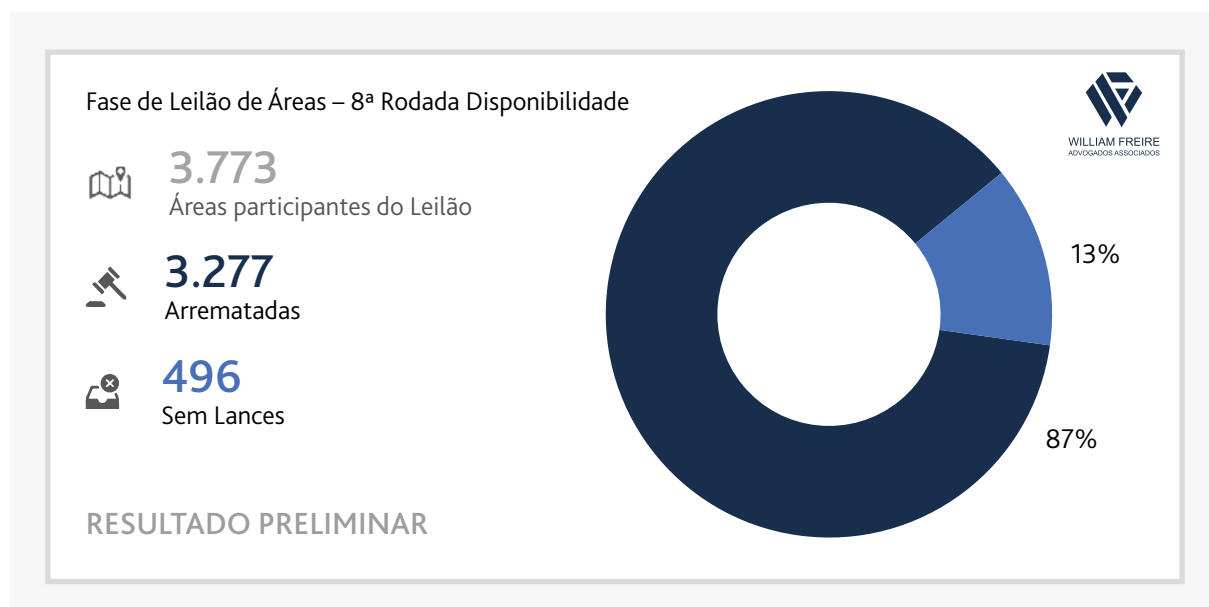 Fase de Leilão de Áreas – 8ª Rodada Disponibilidade
WILLIAM FREIRE
ADVOGADOS ASSOCIADOS
3.773
Áreas participantes do Leilão
3.277
Arrematadas
496
Sem Lances
13%
87%
RESULTADO PRELIMINAR